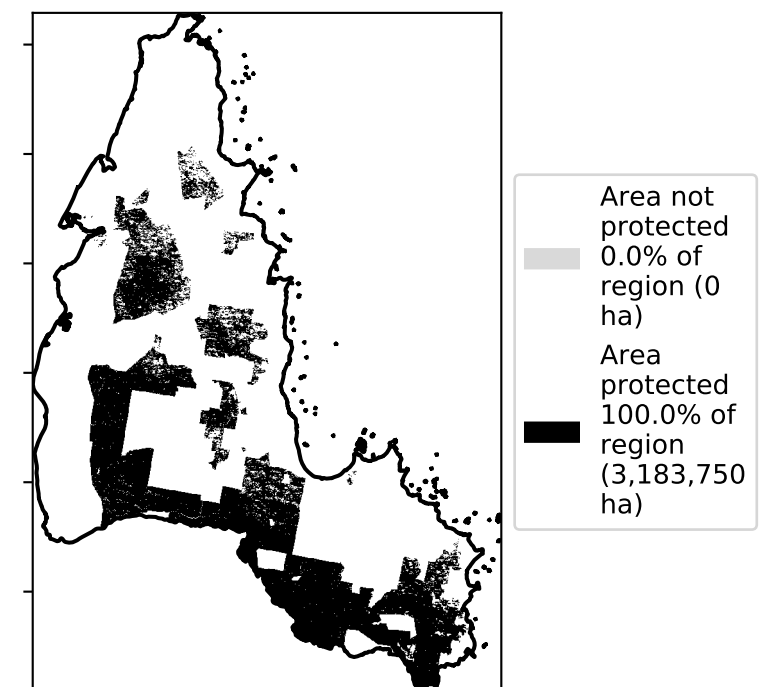 Area not
protected
0.0% of
region (0
ha)
Area
protected
100.0% of
region
(3,183,750
ha)